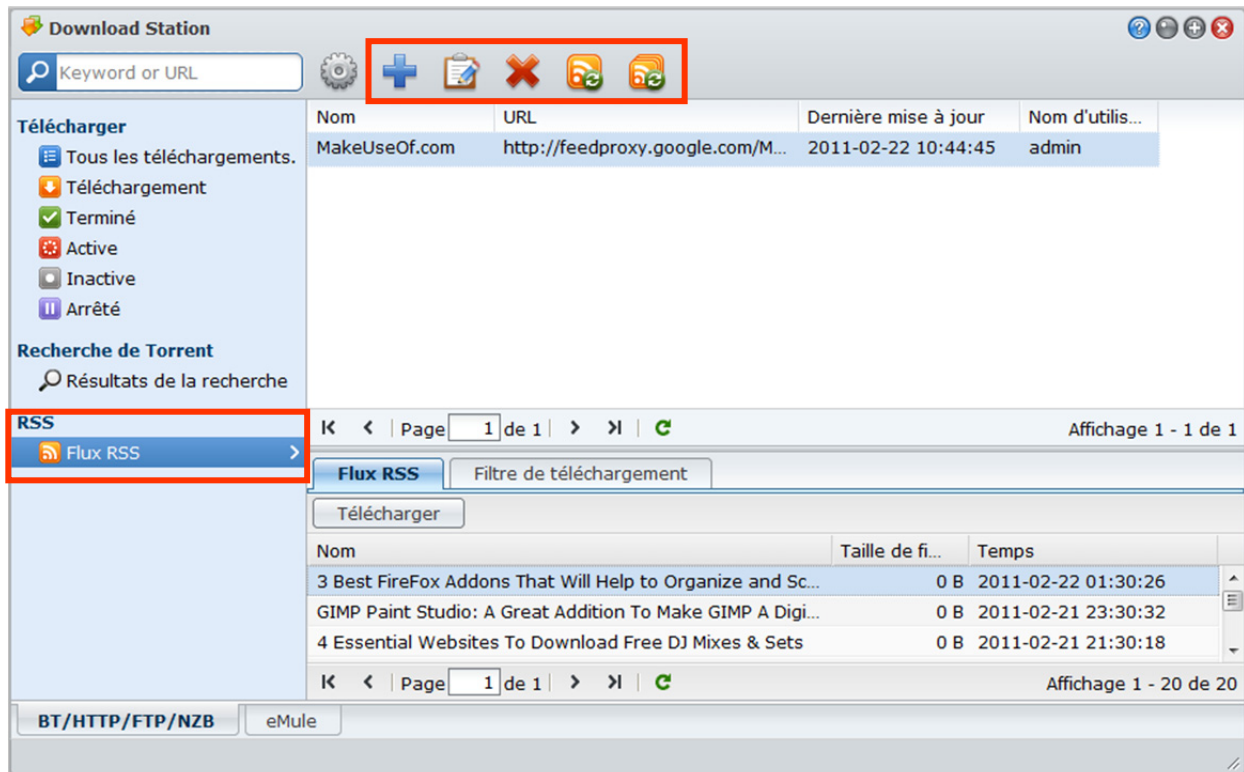 Download Station
Keyword or URL
Télécharger
Tous les téléchargements.
Téléchargement
Terminé
Active
Inactive
Arrêté
Recherche de Torrent
Résultats de la recherche
RSS
Flux RSS
Nom URL Dernière mise à jour Nom d'utilis...
MakeUseOf.com http://feedproxy.google.com/M... 2011-02-22 10:44:45 admin
Page 1 de 1 Affichage 1 - 1 de 1
Flux RSS Filtre de téléchargement
Télécharger
Nom Taille de fi... Temps
3 Best FireFox Addons That Will Help to Organize and Sc... 0 B 2011-02-22 01:30:26
GIMP Paint Studio: A Great Addition To Make GIMP A Digi... 0 B 2011-02-21 23:30:32
4 Essential Websites To Download Free DJ Mixes & Sets 0 B 2011-02-21 21:30:18
Page 1 de 1 Affichage 1 - 20 de 20
BT/HTTP/FTP/NZB eMule